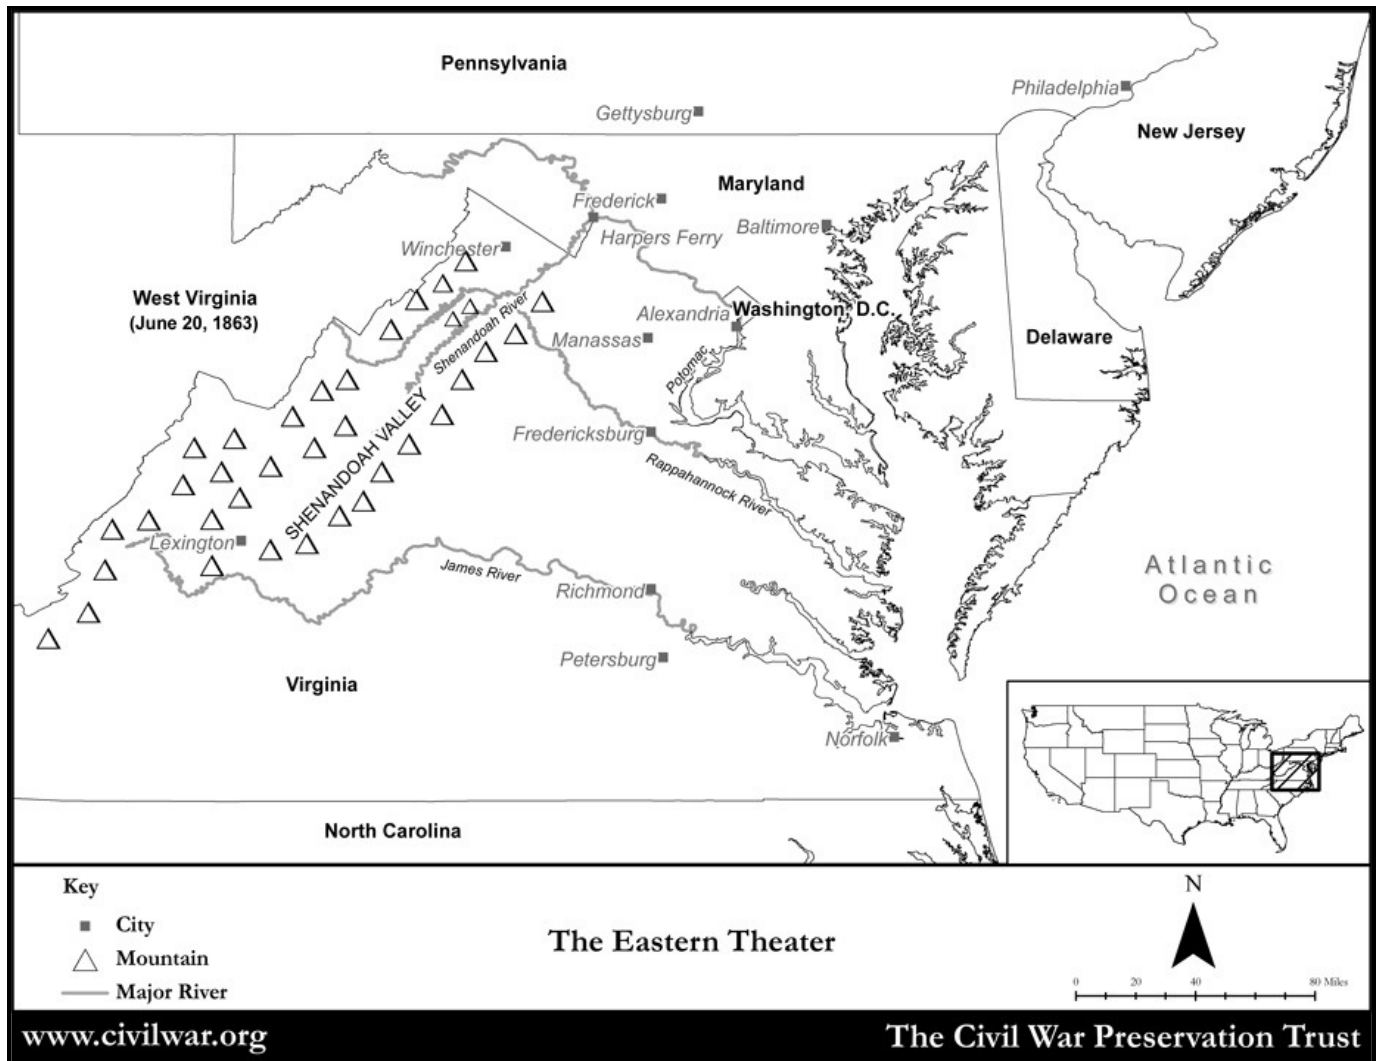 Pennsylvania
Philadelphia
Gettysburg
New Jersey
Maryland
Frederick
Baltimore
Harpers Ferry
Winchester
West Virginia
(June 20, 1863)
Washington, D.C.
Alexandria
Shenandoah River
Manassas
Delaware
Potomac
SHENANDOAH VALLEY
Fredericksburg
Rappahannock River
Lexington
Atlantic
Ocean
James River
Richmond
Petersburg
Virginia
Norfolk
North Carolina
Key
City
Mountain
Major River
The Eastern Theater
N
0 20 40 80 Miles
www.civilwar.org
The Civil War Preservation Trust